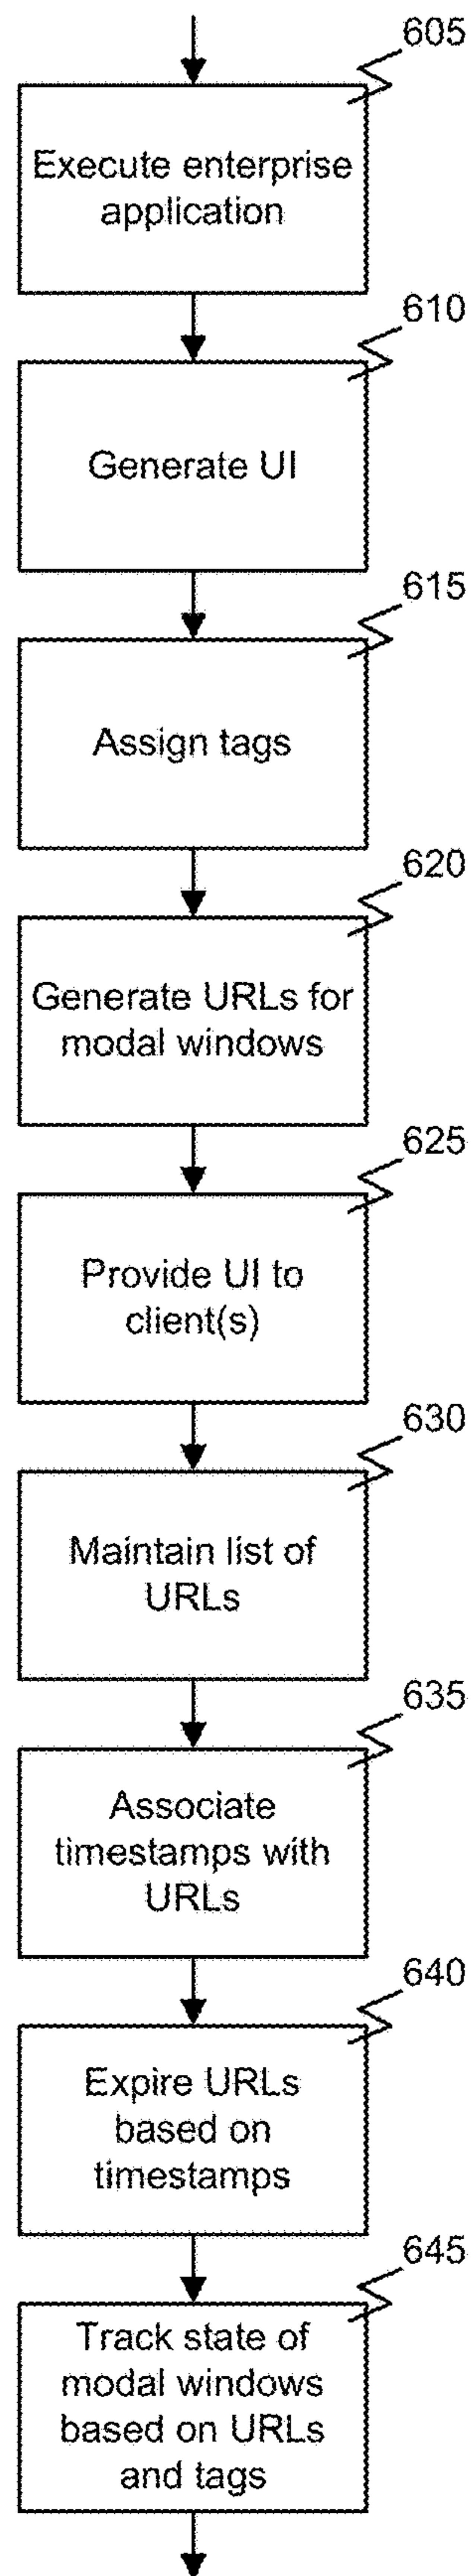 605
Execute enterprise
application
610
Generate UI
615
Assign tags
620
Generate URLs for
modal windows
625
Provide UI to
client(s)
630
Maintain list of
URLs
635
Associate
timestamps with
URLs
640
Expire URLs
based on
timestamps
645
Track state of
modal windows
based on URLs
and tags